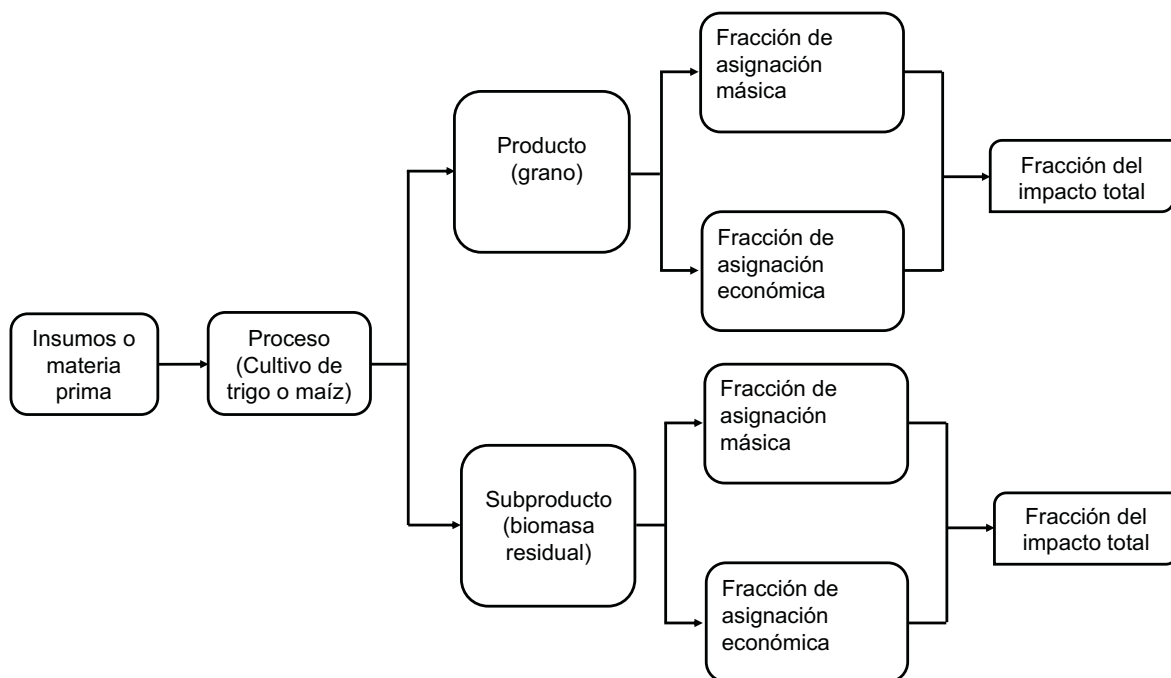 Insumos o
materia
prima
Proceso
(Cultivo de
trigo o maíz)
Producto
(grano)
Fracción de
asignación
másica
Fracción de
asignación
económica
Fracción del
impacto total
Subproducto
(biomasa
residual)
Fracción de
asignación
másica
Fracción de
asignación
económica
Fracción del
impacto total